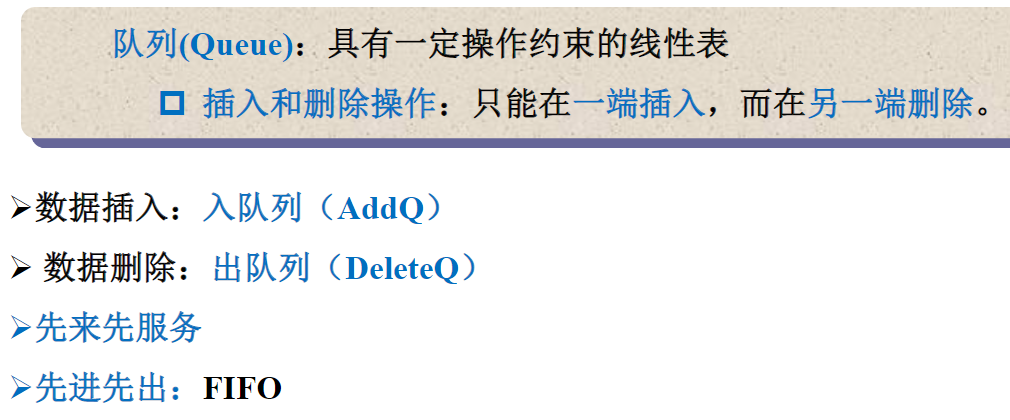 队列(Queue)：具有一定操作约束的线性表
插入和删除操作：只能在一端插入，而在另一端删除。
数据插入：入队列（AddQ）
数据删除：出队列（DeleteQ）
先来先服务
先进先出：FIFO